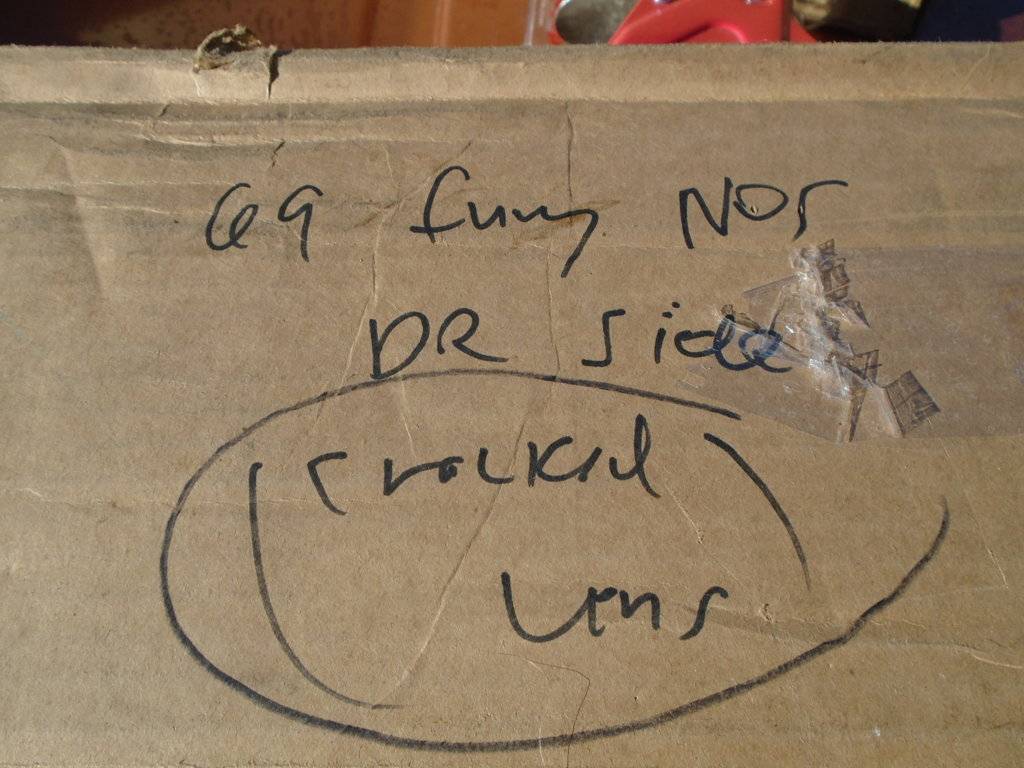 69 fury NOS
DR Side
(Cracked)
Lens